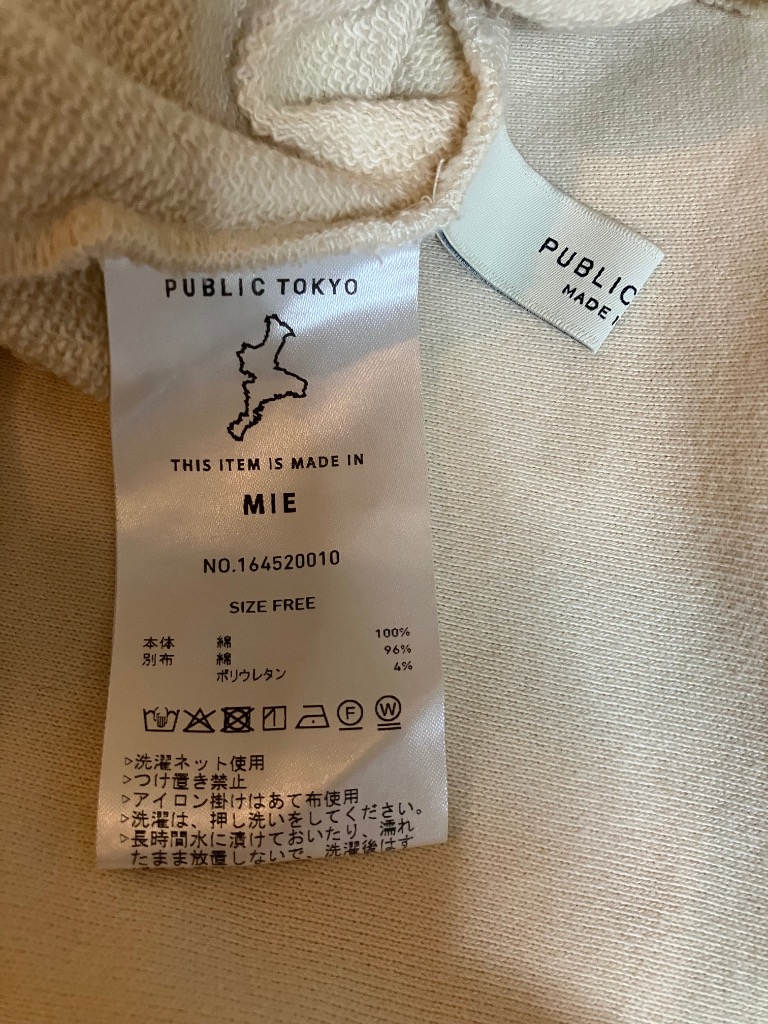 PUBLIC TOKYO
THIS ITEM IS MADE IN
MIE
NO.164520010
SIZE FREE
本体 綿 100%
別布 綿 96%
ポリウレタン 4%
F W
▷洗濯ネット使用
▷つけ置き禁止
▷アイロン掛けはあて布使用
▷洗濯は、押し洗いをしてください。
▷長時間水に漬けておいたり、濡れ
たまま放置しないで、洗濯後はす
PUBLIC
MADE